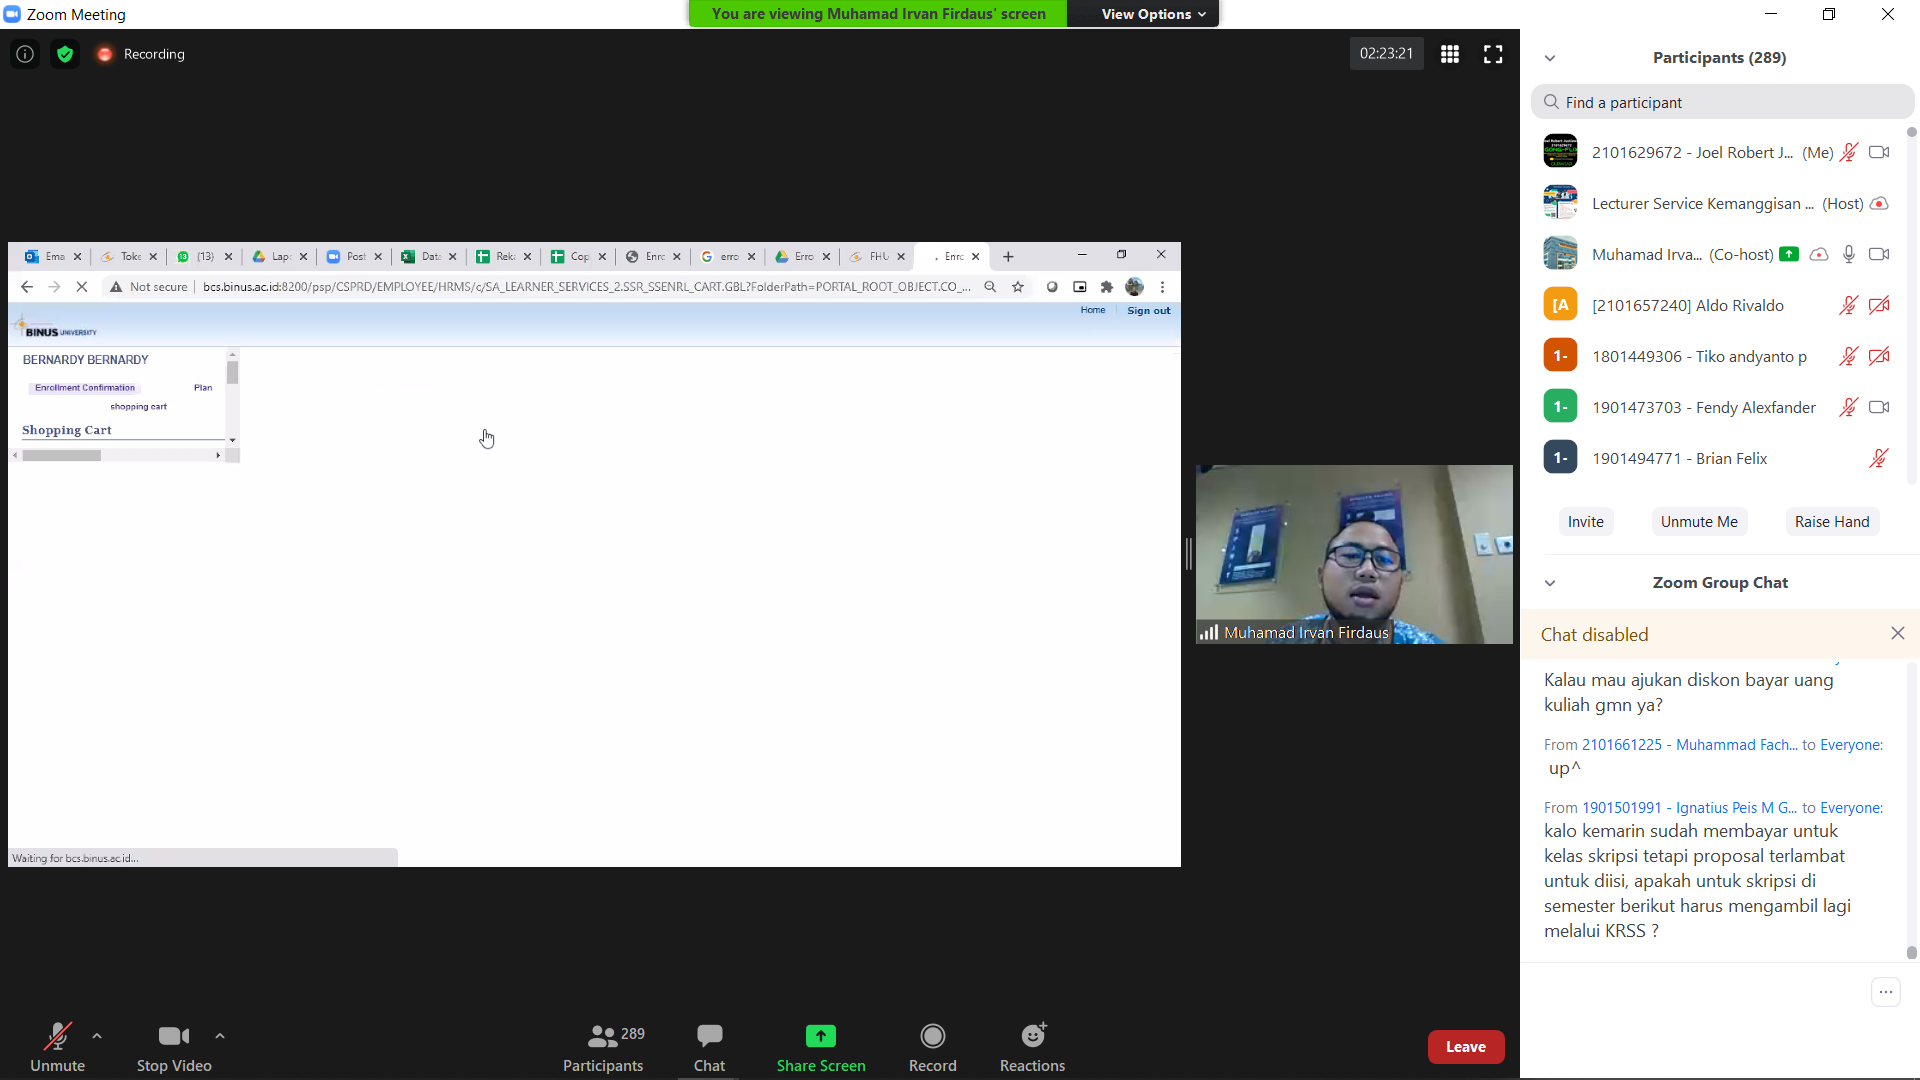 Zoom Meeting
You are viewing Muhamad Irvan Firdaus' screen
View Options
Recording
02:23:21
Ema
Toke
(13)
Lap
Post
Data
Reka
Cop
Enro
erro
Erro
FHU
Enro
Not secure
bcs.binus.ac.id:8200/psp/CSPRD/EMPLOYEE/HRMS/c/SA_LEARNER_SERVICES_2.SSR_SSENRL_CART.GBL?FolderPath=PORTAL_ROOT_OBJECT.CO_...
BINUS UNIVERSITY
Home
Sign out
BERNARDY BERNARDY
Enrollment Confirmation
Plan
shopping cart
Shopping Cart
Waiting for bcs.binus.ac.id...
Muhamad Irvan Firdaus
Participants (289)
Find a participant
2101629672 - Joel Robert J... (Me)
Lecturer Service Kemanggisan ... (Host)
Muhamad Irva... (Co-host)
[A
[2101657240] Aldo Rivaldo
1-
1801449306 - Tiko andyanto p
1-
1901473703 - Fendy Alexfander
1-
1901494771 - Brian Felix
Invite
Unmute Me
Raise Hand
Zoom Group Chat
Chat disabled
Kalau mau ajukan diskon bayar uang
kuliah gmn ya?
From 2101661225 - Muhammad Fach... to Everyone:
up^
From 1901501991 - Ignatius Peis M G... to Everyone:
kalo kemarin sudah membayar untuk
kelas skripsi tetapi proposal terlambat
untuk diisi, apakah untuk skripsi di
semester berikut harus mengambil lagi
melalui KRSS ?
Unmute
Stop Video
289
Participants
Chat
Share Screen
Record
Reactions
Leave